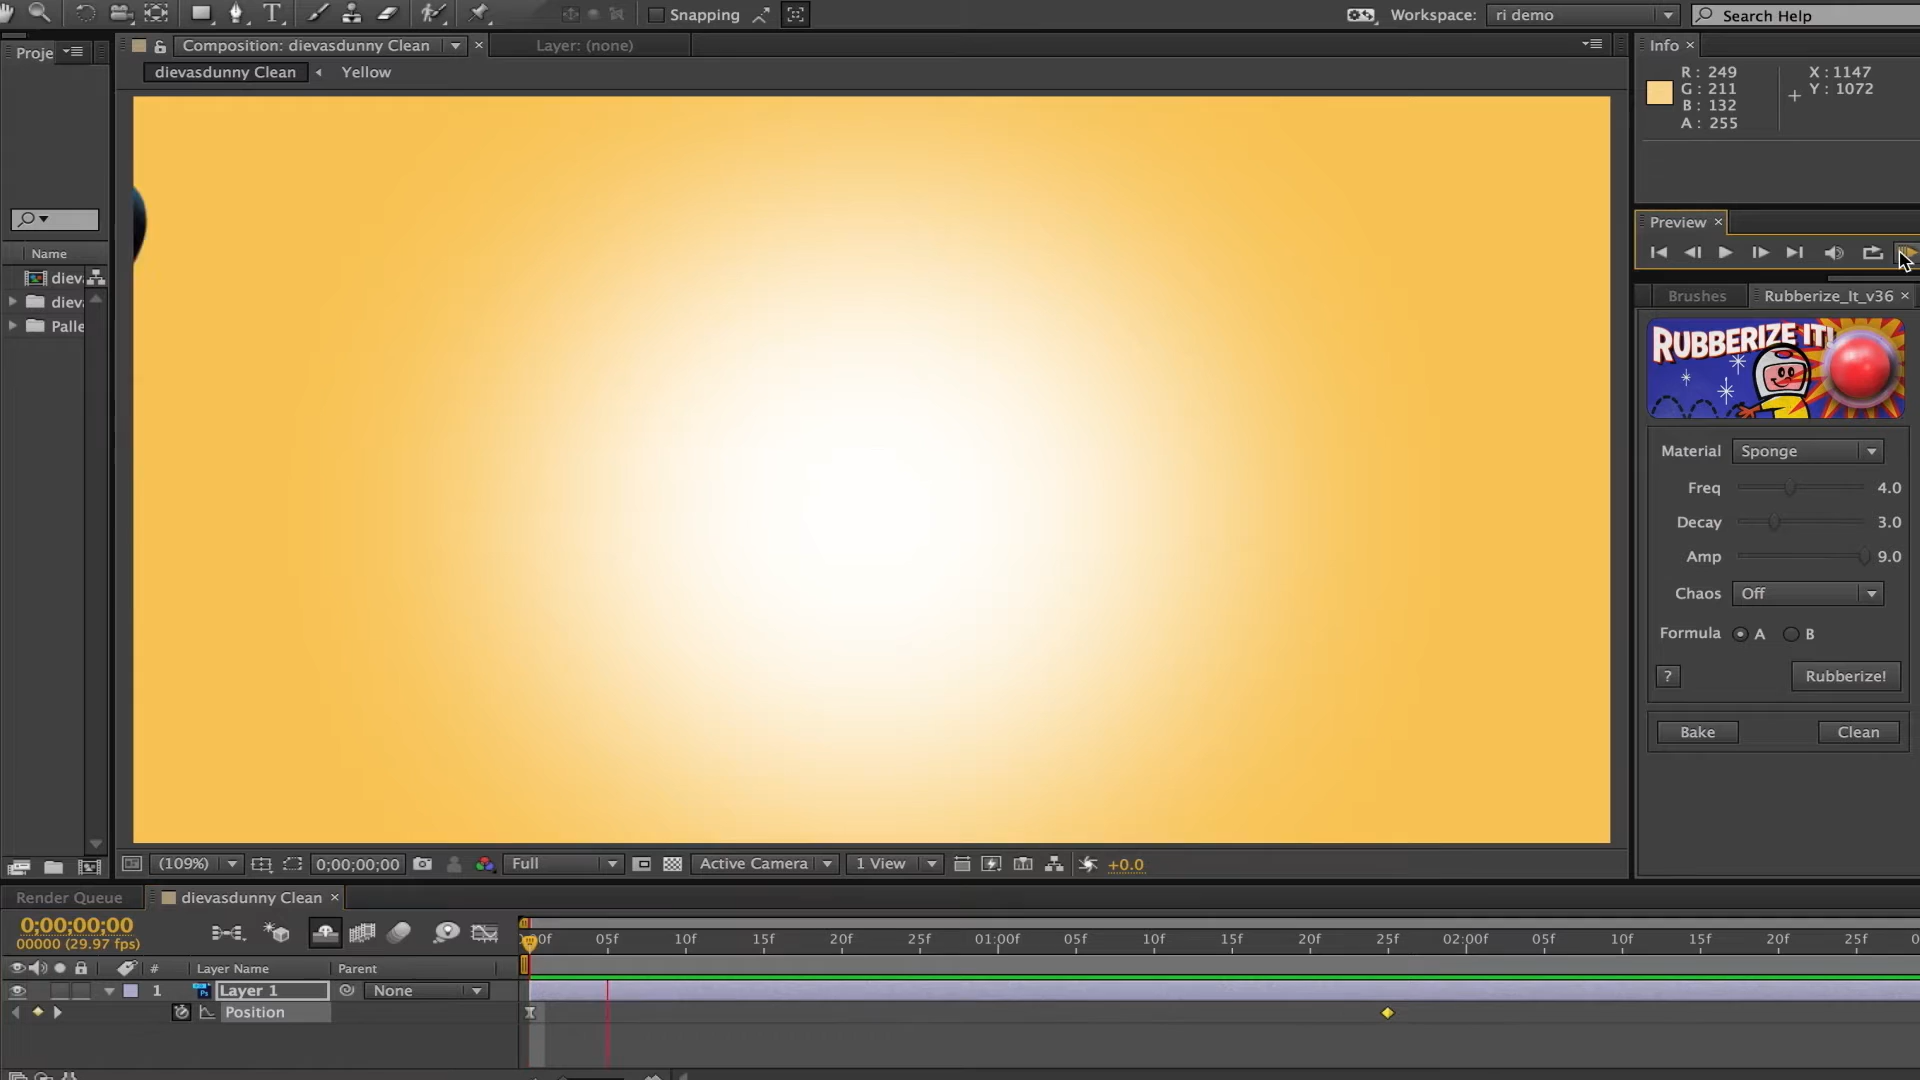 Snapping
Workspace: ri demo
Search Help
Proje
Composition: dievasdunny Clean
Layer: (none)
Info
dievasdunny Clean
Yellow
R: 249
G: 211
B: 132
A: 255
X: 1147
Y: 1072
Preview
Name
diev
diev
Palle
Brushes
Rubberize_It_v36
RUBBERIZE IT!
Material Sponge
Freq 4.0
Decay 3.0
Amp 9.0
Chaos Off
Formula A B
? Rubberize!
Bake Clean
(109%) 0;00;00;00 Full Active Camera 1 View +0.0
Render Queue
dievasdunny Clean
0;00;00;00
00000 (29.97 fps)
00f 05f 10f 15f 20f 25f 01:00f 05f 10f 15f 20f 25f 02:00f 05f 10f 15f 20f 25f
# Layer Name Parent
1 Layer 1 None
Position